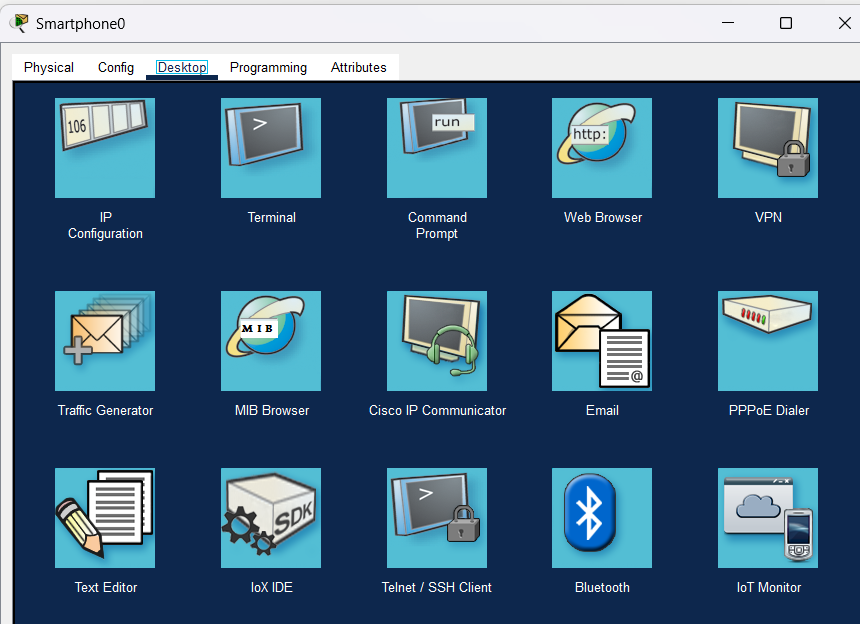 Smartphone0
Physical Config Desktop Programming Attributes
106
>
run
http:
IP
Configuration
Terminal
Command
Prompt
Web Browser
VPN
MIB
@
Traffic Generator
MIB Browser
Cisco IP Communicator
Email
PPPoE Dialer
SDK
>
Text Editor
IoX IDE
Telnet / SSH Client
Bluetooth
IoT Monitor